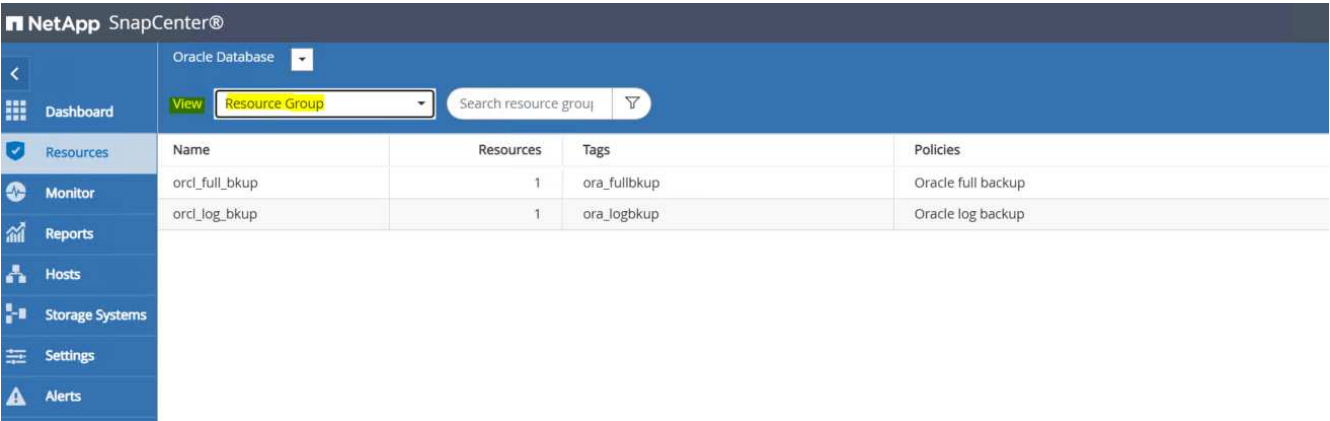 NetApp SnapCenter®
Oracle Database
View Resource Group Search resource grou
Dashboard
Resources
Monitor
Reports
Hosts
Storage Systems
Settings
Alerts
Name Resources Tags Policies
orcl_full_bkup 1 ora_fullbkup Oracle full backup
orcl_log_bkup 1 ora_logbkup Oracle log backup